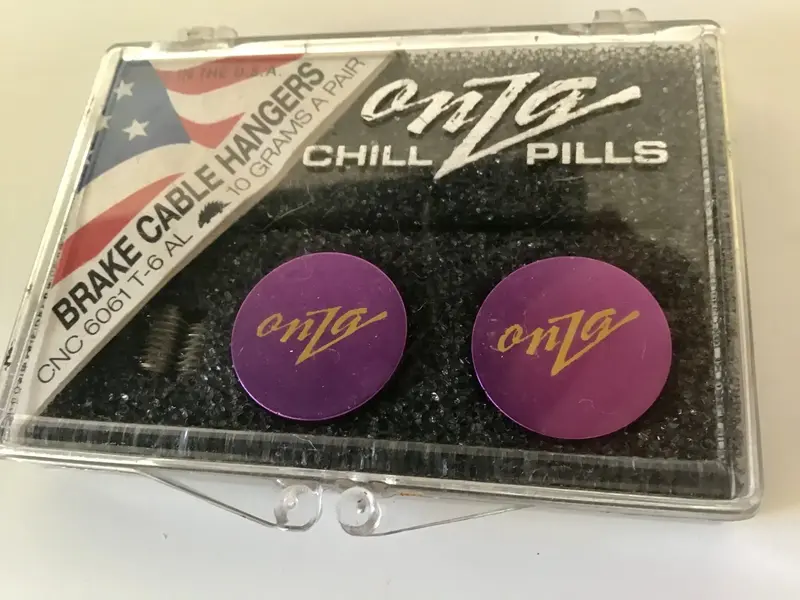 IN THE U.S.A.
BRAKE CABLE HANGERS
10 GRAMS A PAIR
CNC 6061 T-6 AL
onza
CHILL PILLS
onza
onza